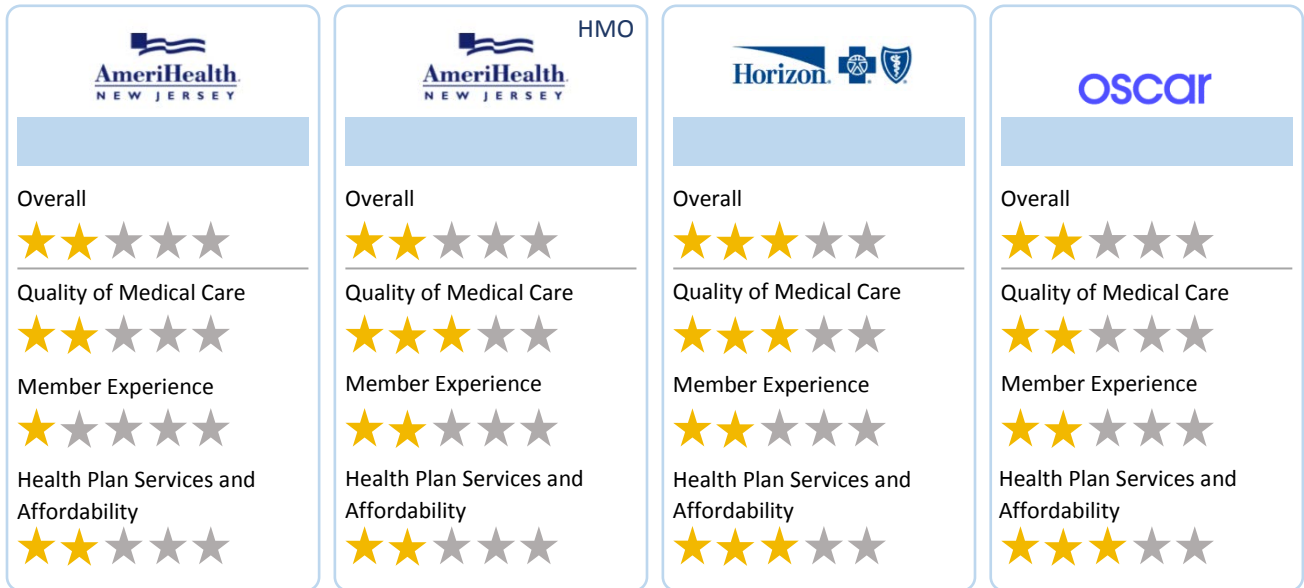 AmeriHealth
NEW JERSEY
Overall
Quality of Medical Care
Member Experience
Health Plan Services and
Affordability
HMO
AmeriHealth
NEW JERSEY
Overall
Quality of Medical Care
Member Experience
Health Plan Services and
Affordability
Horizon.
Overall
Quality of Medical Care
Member Experience
Health Plan Services and
Affordability
oscar
Overall
Quality of Medical Care
Member Experience
Health Plan Services and
Affordability